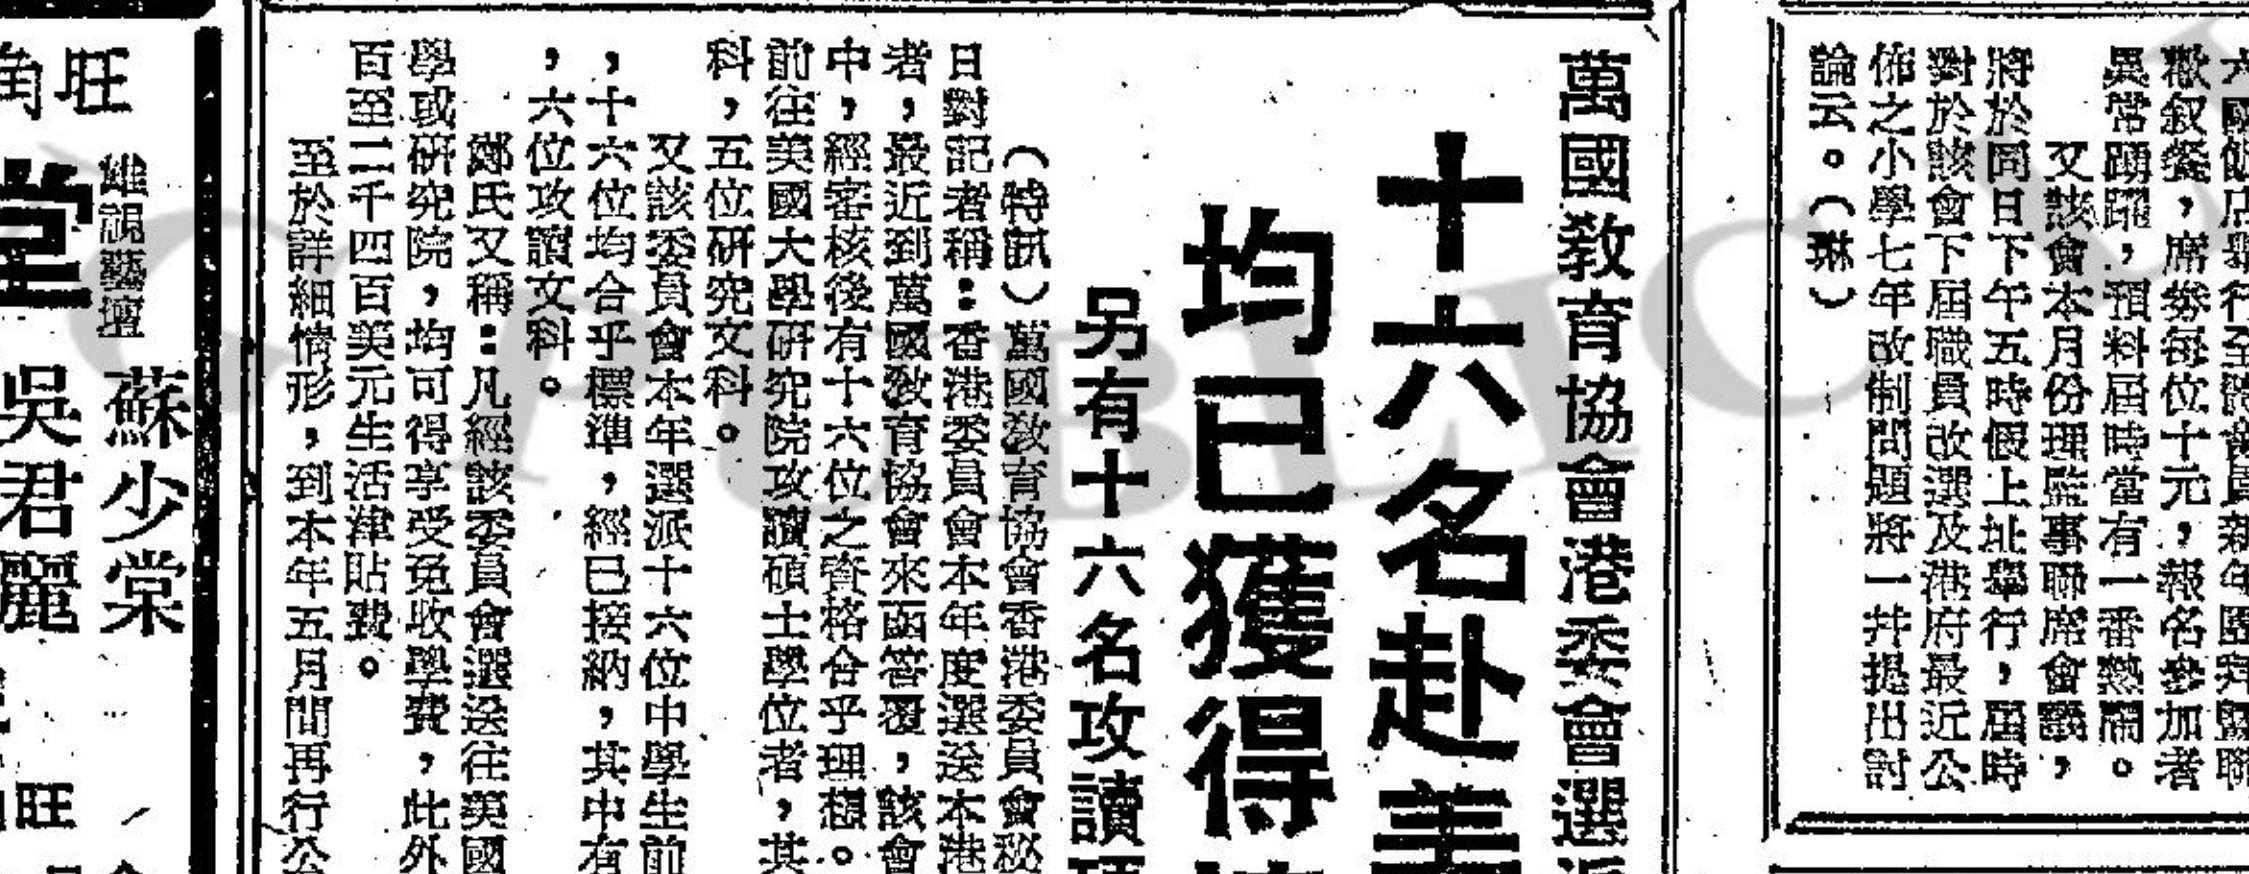 歡叙餐，席券每位十元，報名參加者
異常踴躍，預料屆時當有一番熱鬧。
又該會本月份理監事聯席會議，
將於同日下午五時假上址舉行，屆時
對於該會下屆職員改選及港府最近公
佈之小學七年改制問題將一并提出討
論云。（琳）
萬國敎育協會港委會選派
十六名赴美
均已獲得
另有十六名攻讀
（特訊）萬國敎育協會香港委員會秘
日對記者稱：香港委員會本年度選送本港
者，最近到萬國敎育協會來函答覆，該會
中，經審核後有十六位之資格合乎理想。
前往美國大學研究院攻讀碩士學位者，其
科，五位研究文科。
又該委員會本年選派十六位中學生前
，十六位均合乎標準，經已接納，其中有
，六位攻讀文科。
鄭氏又稱：凡經該委員會選送往美國
學或研究院，均可得享受免收學費，此外
百至二千四百美元生活津貼費。
至於詳細情形，到本年五月間再行公
旺
角
維視藝壇
蘇少棠
堂
吳君麗
旺
PUBLIC